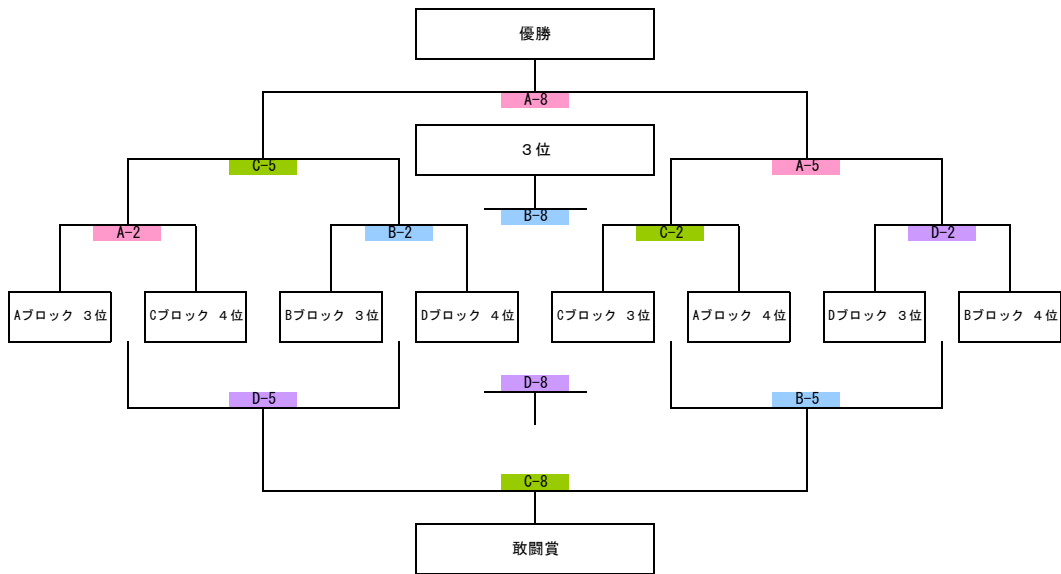 優勝
A-8
３位
C-5
A-5
B-8
A-2
B-2
C-2
D-2
Aブロック ３位
Cブロック ４位
Bブロック ３位
Dブロック ４位
Cブロック ３位
Aブロック ４位
Dブロック ３位
Bブロック ４位
D-8
D-5
B-5
C-8
敢闘賞